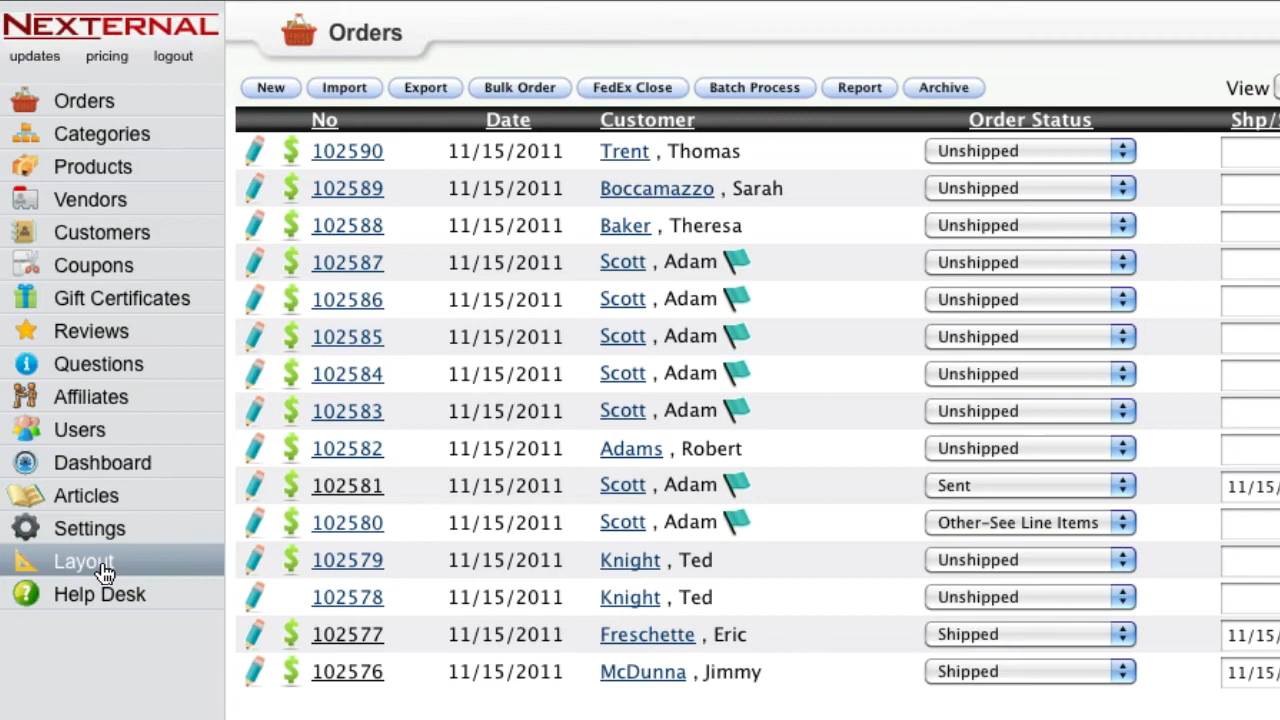 NEXTERNAL
updates pricing logout
Orders
Categories
Products
Vendors
Customers
Coupons
Gift Certificates
Reviews
Questions
Affiliates
Users
Dashboard
Articles
Settings
Layout
Help Desk
Orders
New Import Export Bulk Order FedEx Close Batch Process Report Archive View
No Date Customer Order Status Shp/
102590 11/15/2011 Trent , Thomas Unshipped
102589 11/15/2011 Boccamazzo , Sarah Unshipped
102588 11/15/2011 Baker , Theresa Unshipped
102587 11/15/2011 Scott , Adam Unshipped
102586 11/15/2011 Scott , Adam Unshipped
102585 11/15/2011 Scott , Adam Unshipped
102584 11/15/2011 Scott , Adam Unshipped
102583 11/15/2011 Scott , Adam Unshipped
102582 11/15/2011 Adams , Robert Unshipped
102581 11/15/2011 Scott , Adam Sent 11/15/
102580 11/15/2011 Scott , Adam Other-See Line Items
102579 11/15/2011 Knight , Ted Unshipped
102578 11/15/2011 Knight , Ted Unshipped
102577 11/15/2011 Freschette , Eric Shipped 11/15/
102576 11/15/2011 McDunna , Jimmy Shipped 11/15/